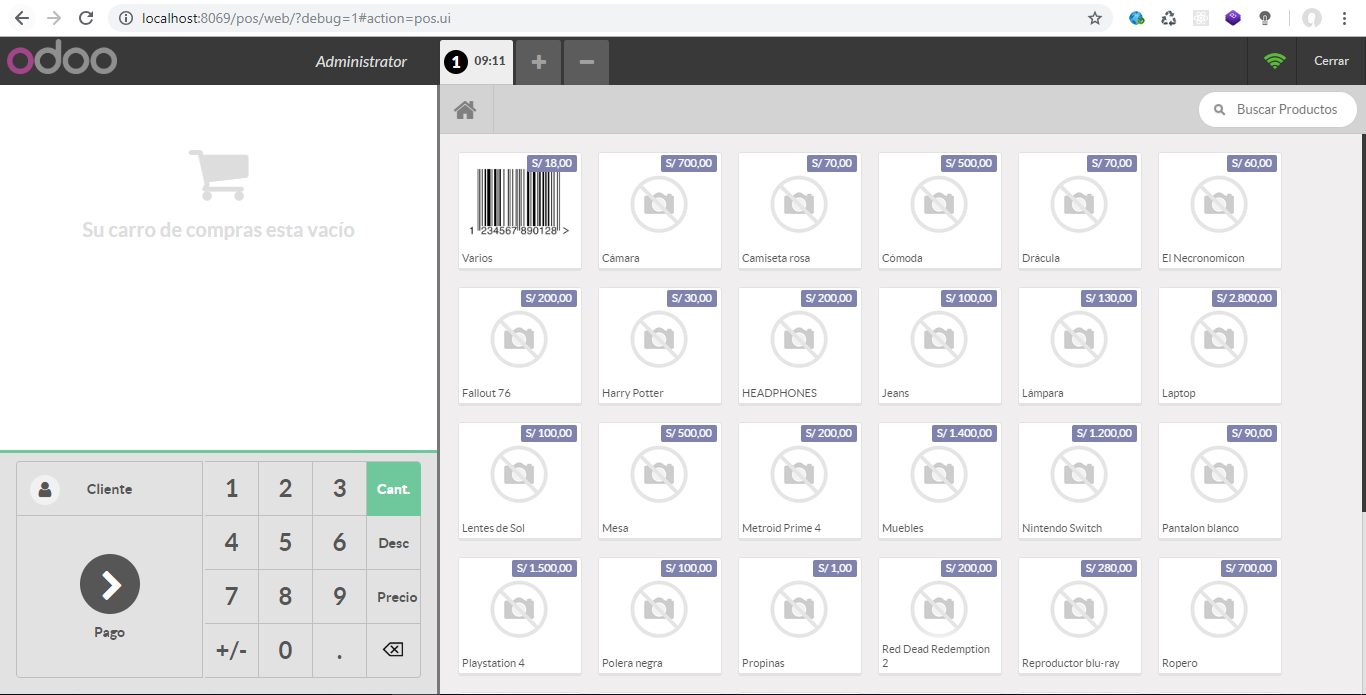 localhost:8069/pos/web/?debug=1#action=pos.ui
odoo
Administrator
1 09:11
+
−
Cerrar
Buscar Productos
Su carro de compras esta vacío
S/ 18,00
1 234567 890128 >
Varios
S/ 700,00
Cámara
S/ 70,00
Camiseta rosa
S/ 500,00
Cómoda
S/ 70,00
Drácula
S/ 60,00
El Necronomicon
S/ 200,00
Fallout 76
S/ 30,00
Harry Potter
S/ 200,00
HEADPHONES
S/ 100,00
Jeans
S/ 130,00
Lámpara
S/ 2.800,00
Laptop
S/ 100,00
Lentes de Sol
S/ 500,00
Mesa
S/ 200,00
Metroid Prime 4
S/ 1.400,00
Muebles
S/ 1.200,00
Nintendo Switch
S/ 90,00
Pantalon blanco
S/ 1.500,00
Playstation 4
S/ 100,00
Polera negra
S/ 1,00
Propinas
S/ 200,00
Red Dead Redemption
2
S/ 280,00
Reproductor blu-ray
S/ 700,00
Ropero
Cliente
Pago
1 2 3 Cant.
4 5 6 Desc
7 8 9 Precio
+/- 0 .